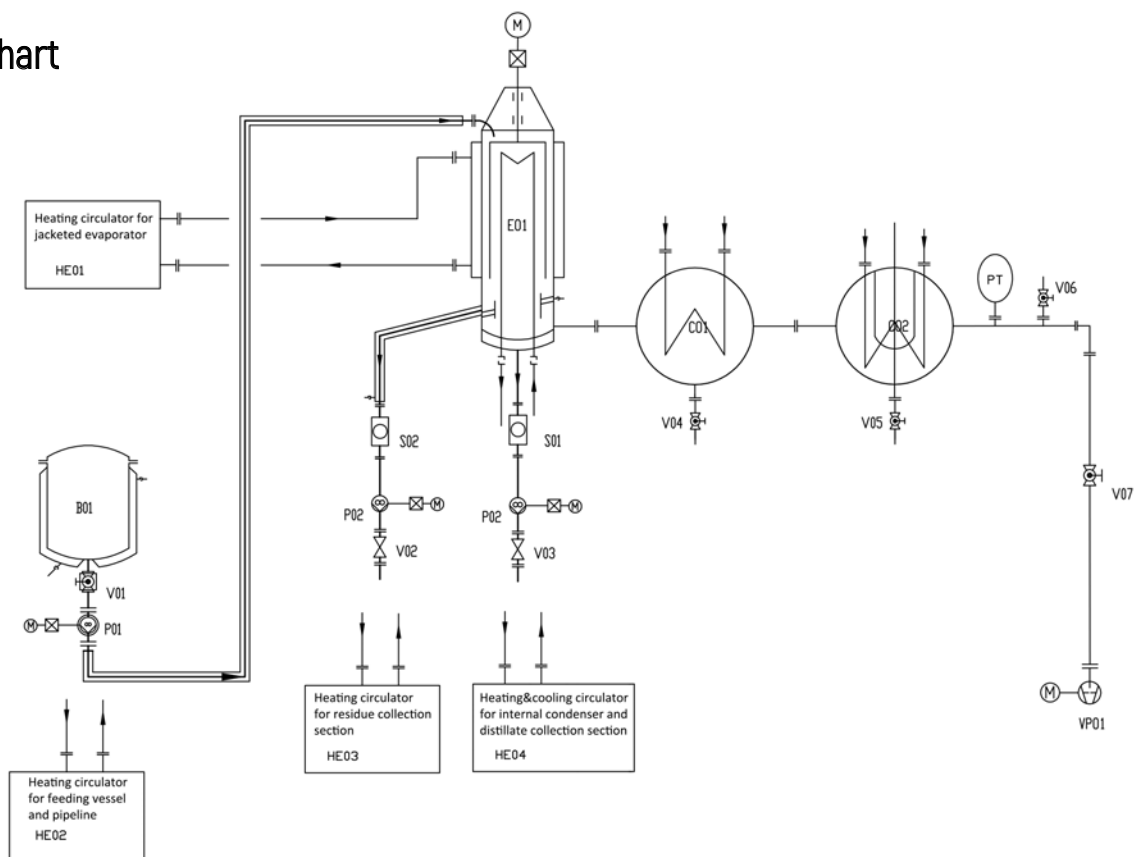 hart
M
Heating circulator for
jacketed evaporator
HE01
E01
C01
C02
PT
V06
V04
V05
V07
S02
S01
P02
M
P02
M
V02
V03
B01
V01
M
P01
Heating circulator
for residue collection
section
HE03
Heating&cooling circulator
for internal condenser and
distillate collection section
HE04
M
VP01
Heating circulator
for feeding vessel
and pipeline
HE02